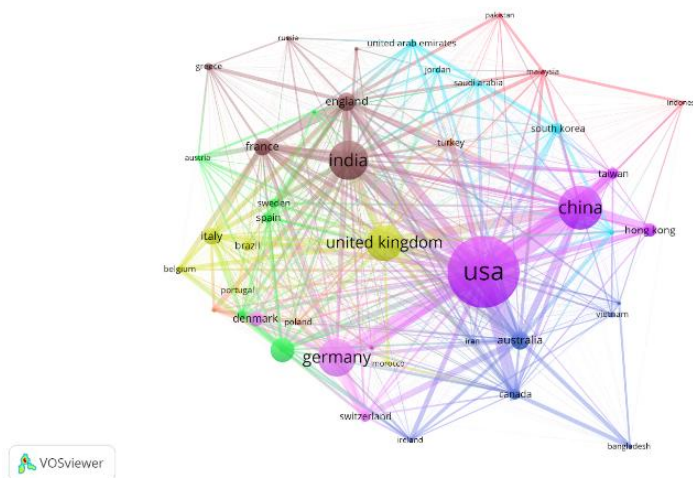 pakistan
russia
united arab emirates
greece
jordan
malaysia
saudi arabia
indones
england
south korea
france
turkey
austria
india
taiwan
sweden
china
spain
hong kong
italy
brazil
united kingdom
belgium
usa
portugal
vietnam
denmark
poland
iran
australia
germany
morocco
canada
switzerland
ireland
bangladesh
VOSviewer